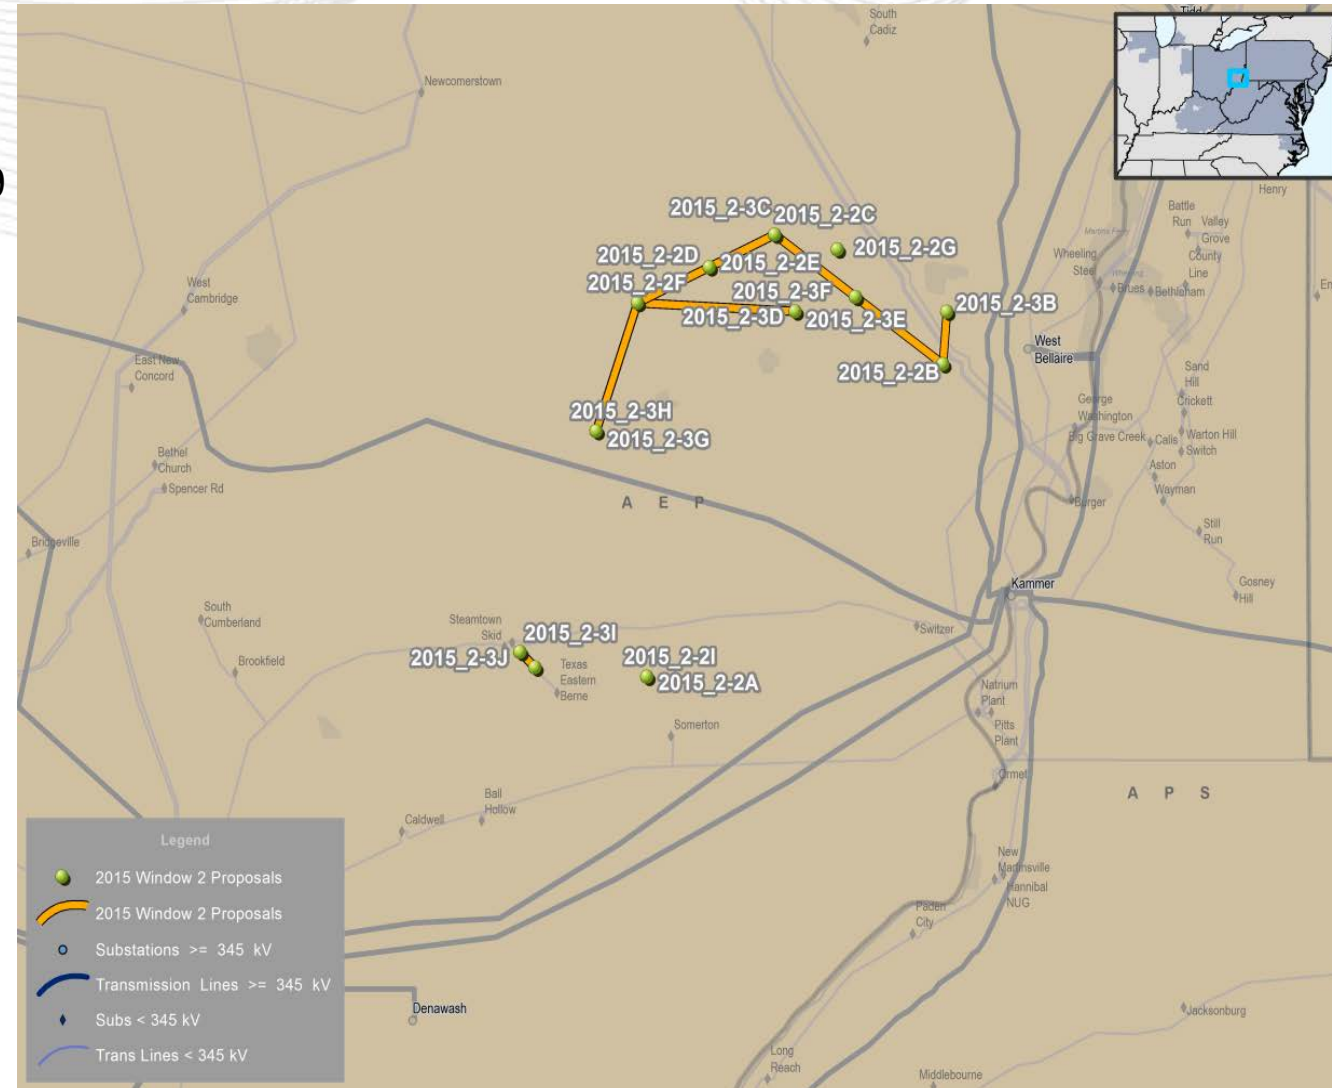 Tidd
South
Cadiz
Newcomerstown
Henry
2015_2-3C
2015_2-2C
Battle
Run
Valley
Grove
2015_2-2G
2015_2-2D
2015_2-2E
Wheeling
Steel
Wheeling
County
Line
2015_2-2F
2015_2-3F
Brues
Bethleham
West
Cambridge
2015_2-3B
2015_2-3D
2015_2-3E
West
Bellaire
East New
Concord
2015_2-2B
Sand
Hill
George
Washington
Crickett
2015_2-3H
2015_2-3G
Big Grave Creek
Calis
Warton Hill
Switch
Bethel
Church
Aston
Spencer Rd
Wayman
A E P
Burger
Still
Run
Bridgeville
Kammer
Gosney
Hill
South
Cumberland
Steamtown
Skid
2015_2-3I
Switzer
2015_2-3J
2015_2-2I
Brookfield
Texas
Eastern
Berne
2015_2-2A
Natrium
Plant
Somerton
Pitts
Plant
Ormet
A P S
Ball
Hollow
Caldwell
Legend
New
Martinsville
2015 Window 2 Proposals
Hannibal
NUG
2015 Window 2 Proposals
Paden
City
Substations >= 345 kV
Transmission Lines >= 345 kV
Denawash
Jacksonburg
Subs < 345 kV
Trans Lines < 345 kV
Long
Reach
Middlebourne